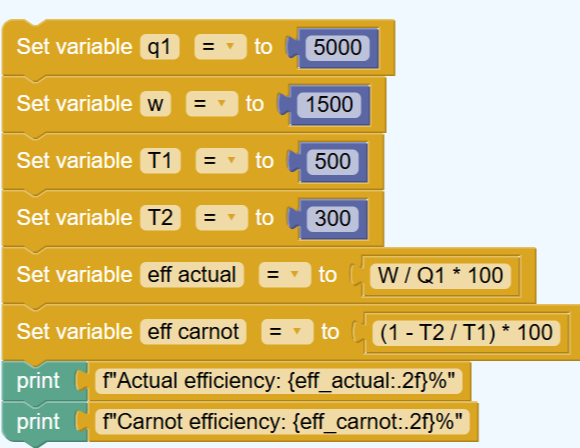 Set variable q1 = to 5000
Set variable w = to 1500
Set variable T1 = to 500
Set variable T2 = to 300
Set variable eff actual = to W / Q1 * 100
Set variable eff carnot = to (1 - T2 / T1) * 100
print f"Actual efficiency: {eff_actual:.2f}%"
print f"Carnot efficiency: {eff_carnot:.2f}%"